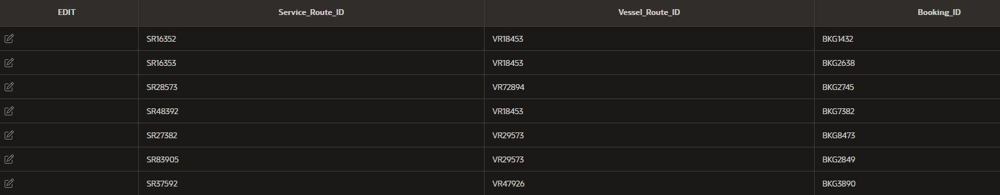 EDIT Service_Route_ID Vessel_Route_ID Booking_ID
SR16352 VR18453 BKG1432
SR16353 VR18453 BKG2638
SR28573 VR72894 BKG2745
SR48392 VR18453 BKG7382
SR27382 VR29573 BKG8473
SR83905 VR29573 BKG2849
SR37592 VR47926 BKG3890